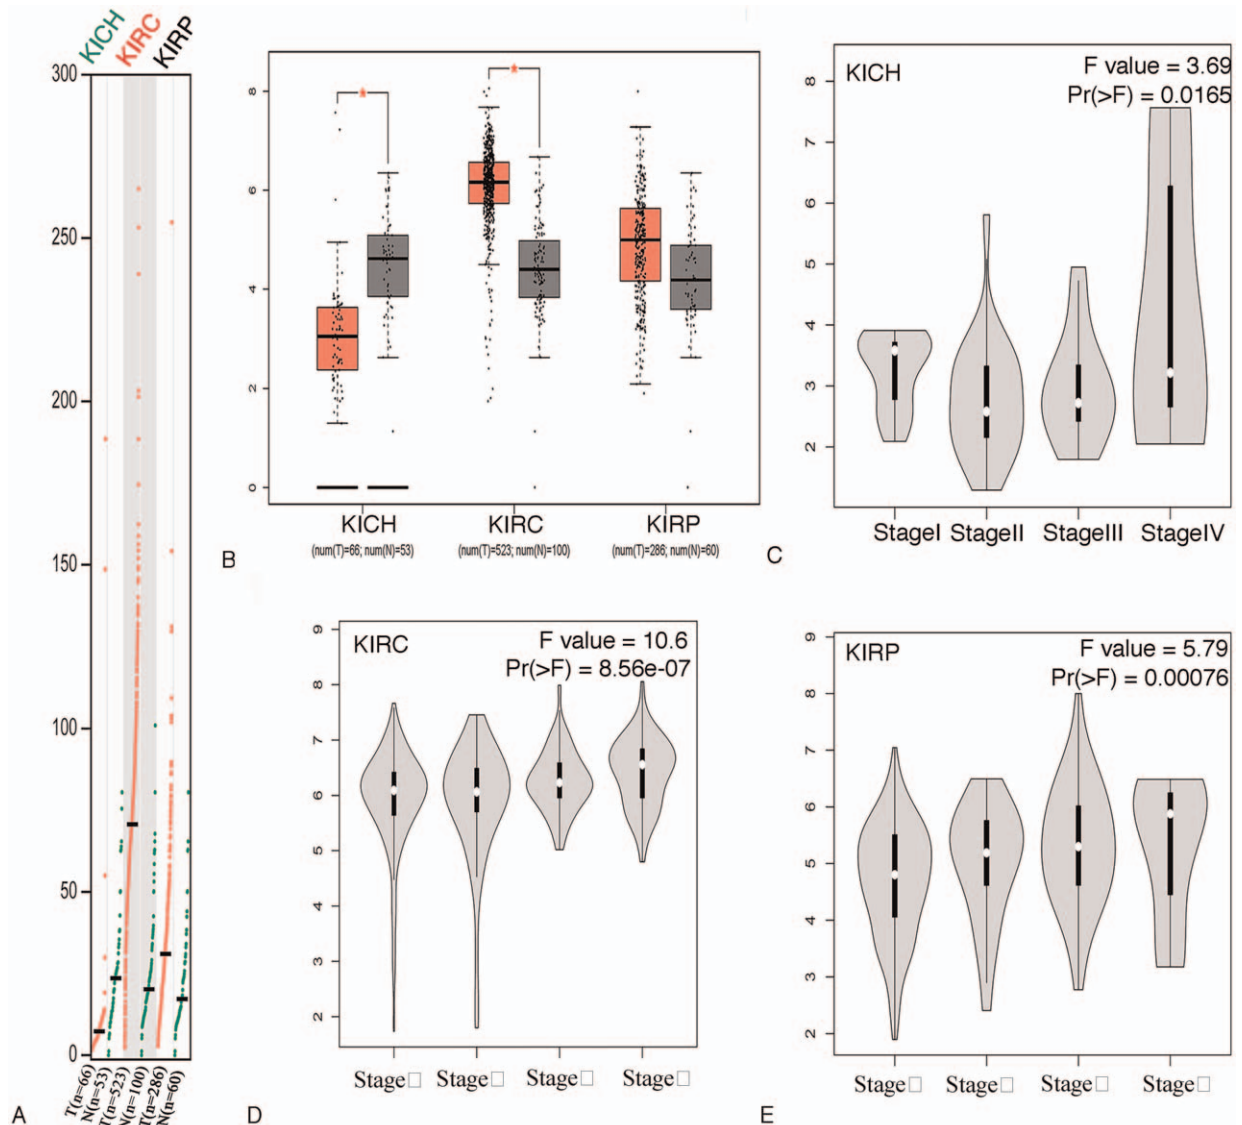 KICH
KIRC
KIRP
300
250
200
150
100
50
0
T(n=66)
N(n=53)
T(n=523)
N(n=100)
T(n=286)
N(n=60)
A
8
6
4
2
0
*
*
KICH
KIRC
KIRP
(num(T)=66; num(N)=53)
(num(T)=523; num(N)=100)
(num(T)=286; num(N)=60)
B
KICH
F value = 3.69
Pr(>F) = 0.0165
8
7
6
5
4
3
2
StageI
StageII
StageIII
StageIV
C
KIRC
F value = 10.6
Pr(>F) = 8.56e-07
9
8
7
6
5
4
3
2
Stage□
Stage□
Stage□
Stage□
D
KIRP
F value = 5.79
Pr(>F) = 0.00076
9
8
7
6
5
4
3
2
Stage□
Stage□
Stage□
Stage□
E